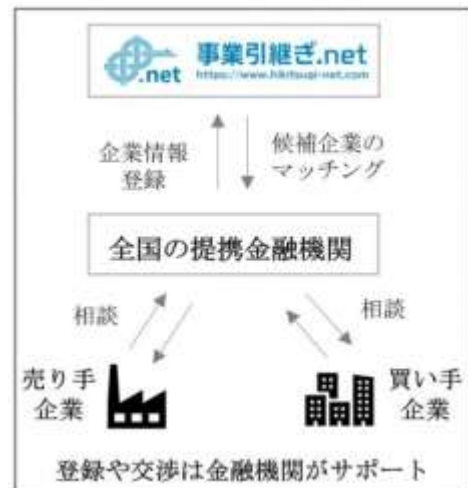 事業引継ぎ.net
.net
https://www.hikitsugi-net.com
企業情報
登録
候補企業の
マッチング
全国の提携金融機関
相談
相談
売り手
企業
買い手
企業
登録や交渉は金融機関がサポート